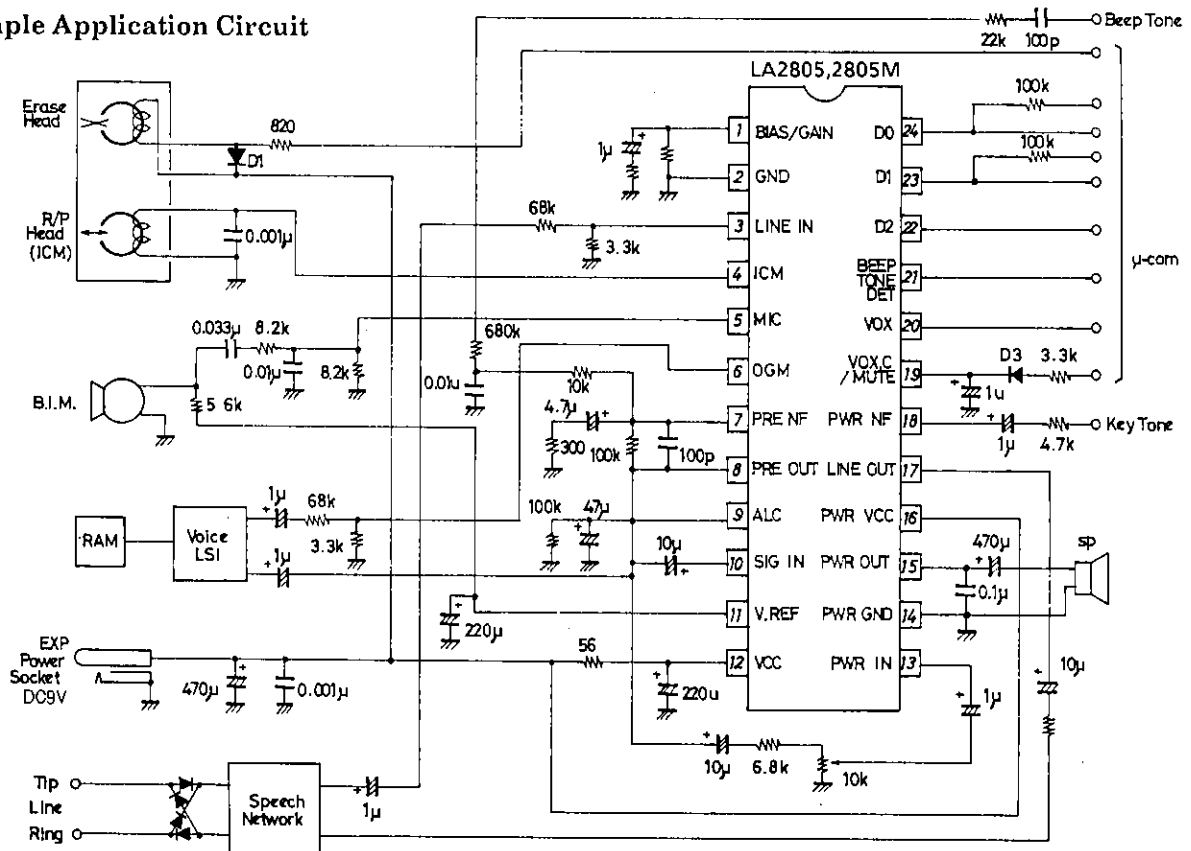 ple Application Circuit
22k
100p
Beep Tone
LA2805,2805M
Erase
Head
820
D1
R/P
Head
(ICM)
0.001µ
1µ
68k
3.3k
100k
100k
µ-com
1 BIAS/GAIN
2 GND
3 LINE IN
4 ICM
5 MIC
6 OGM
7 PRE NF
8 PRE OUT
9 ALC
10 SIG IN
11 V.REF
12 VCC
D0 24
D1 23
D2 22
BEEP
TONE 21
DET
VOX 20
VOX.C
/MUTE 19
PWR NF 18
LINE OUT 17
PWR VCC 16
PWR OUT 15
PWR GND 14
PWR IN 13
D3
3.3k
1u
1µ
4.7k
Key Tone
0.033µ
8.2k
0.01µ
8.2k
B.I.M.
5 6k
680k
0.01u
10k
4.7µ
300
100k
100p
RAM
Voice
LSI
1µ
68k
3.3k
1µ
100k
47µ
10µ
220µ
470µ
0.1µ
sp
EXP
Power
Socket
DC9V
470µ
0.001µ
56
220u
10µ
1µ
10µ
6.8k
10k
Tip
Line
Ring
Speech
Network
1µ